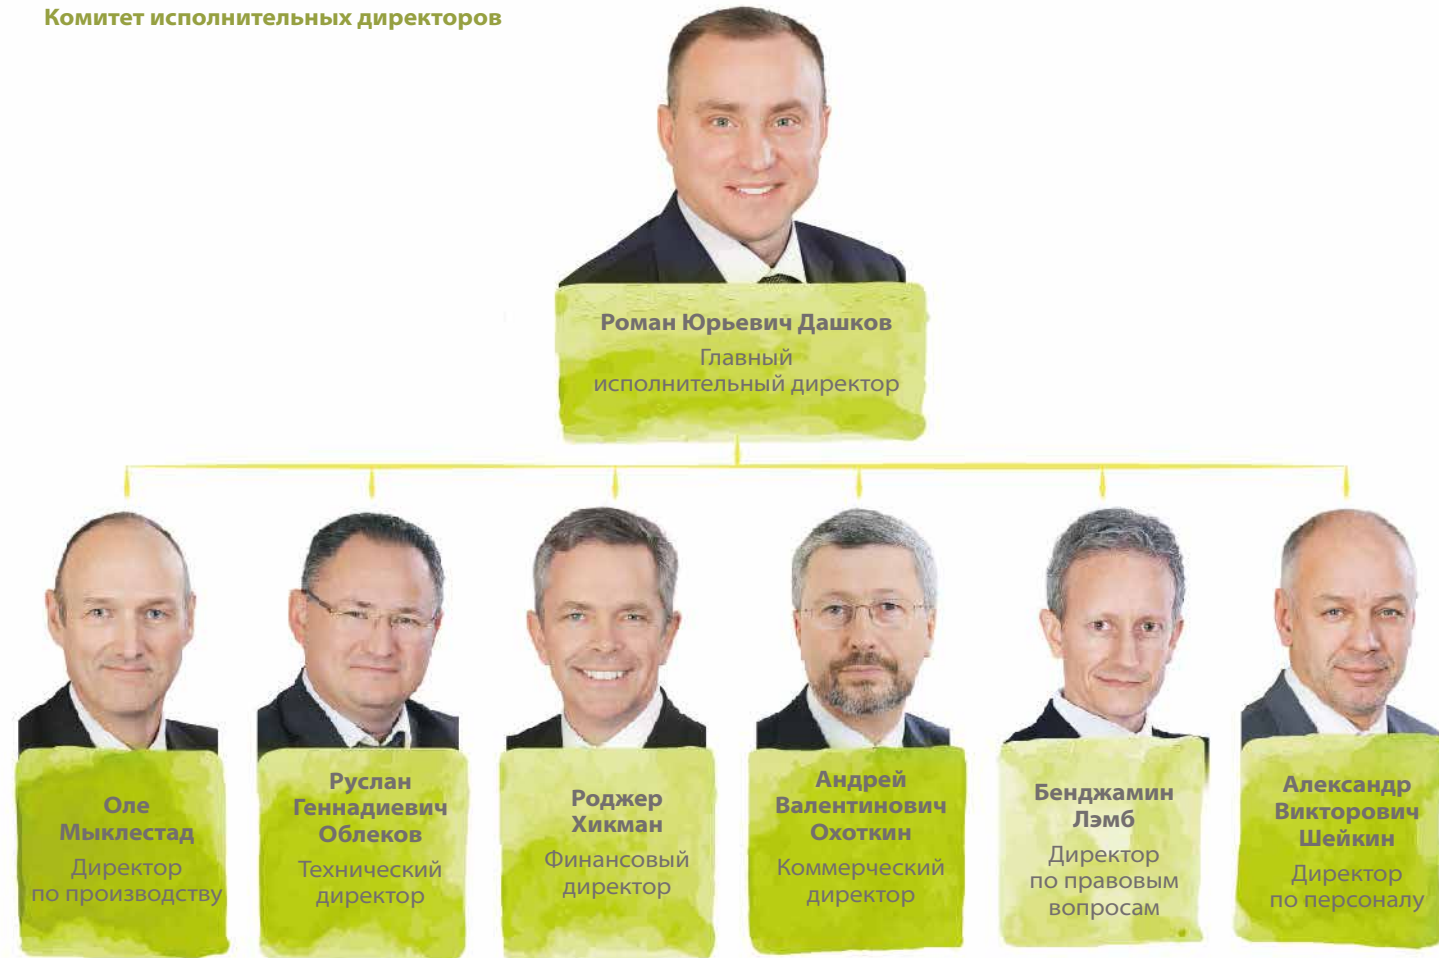 Комитет исполнительных директоров
Роман Юрьевич Дашков
Главный
исполнительный директор
Оле
Мыклестад
Директор
по производству
Руслан
Геннадиевич
Облеков
Технический
директор
Роджер
Хикман
Финансовый
директор
Андрей
Валентинович
Охоткин
Коммерческий
директор
Бенджамин
Лэмб
Директор
по правовым
вопросам
Александр
Викторович
Шейкин
Директор
по персоналу